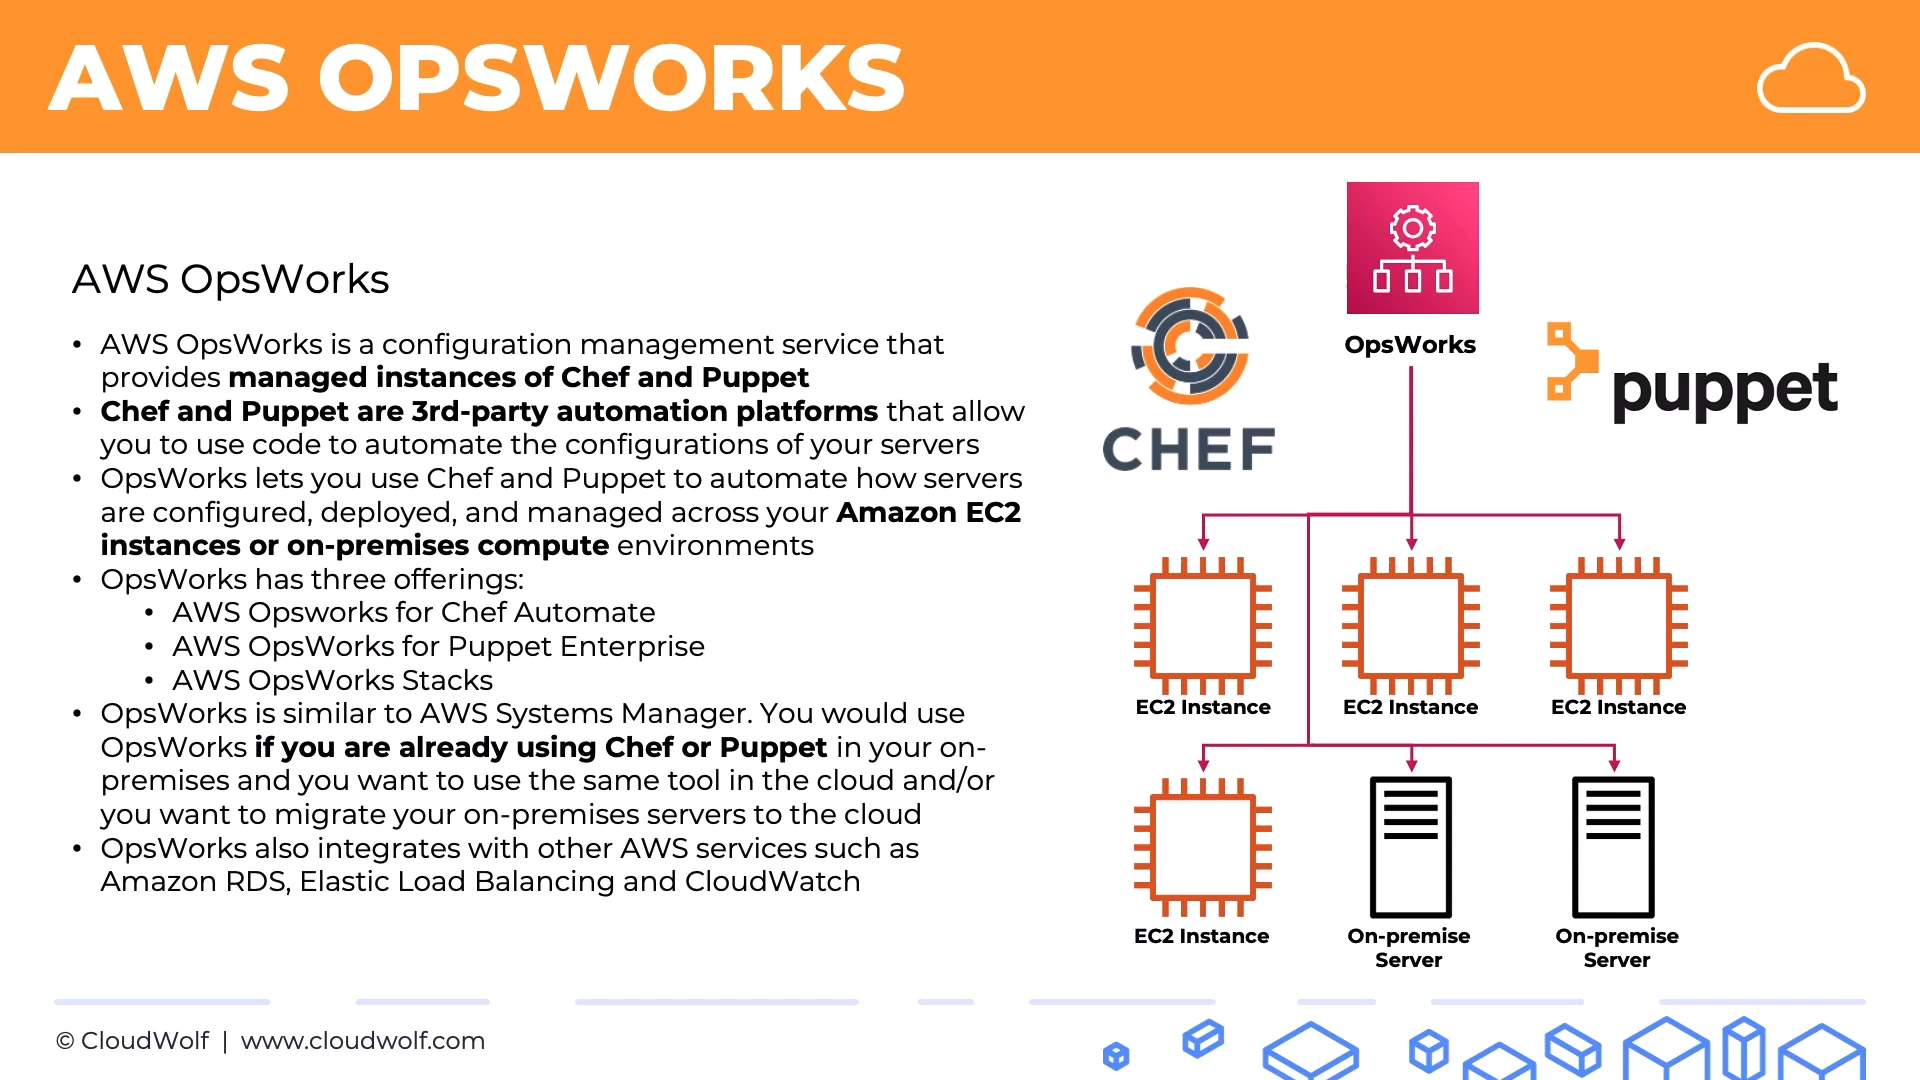 AWS OPSWORKS
AWS OpsWorks
• AWS OpsWorks is a configuration management service that
provides managed instances of Chef and Puppet
• Chef and Puppet are 3rd-party automation platforms that allow
you to use code to automate the configurations of your servers
• OpsWorks lets you use Chef and Puppet to automate how servers
are configured, deployed, and managed across your Amazon EC2
instances or on-premises compute environments
• OpsWorks has three offerings:
• AWS Opsworks for Chef Automate
• AWS OpsWorks for Puppet Enterprise
• AWS OpsWorks Stacks
• OpsWorks is similar to AWS Systems Manager. You would use
OpsWorks if you are already using Chef or Puppet in your on-
premises and you want to use the same tool in the cloud and/or
you want to migrate your on-premises servers to the cloud
• OpsWorks also integrates with other AWS services such as
Amazon RDS, Elastic Load Balancing and CloudWatch
OpsWorks
CHEF
puppet
EC2 Instance
EC2 Instance
EC2 Instance
EC2 Instance
On-premise
Server
On-premise
Server
© CloudWolf | www.cloudwolf.com